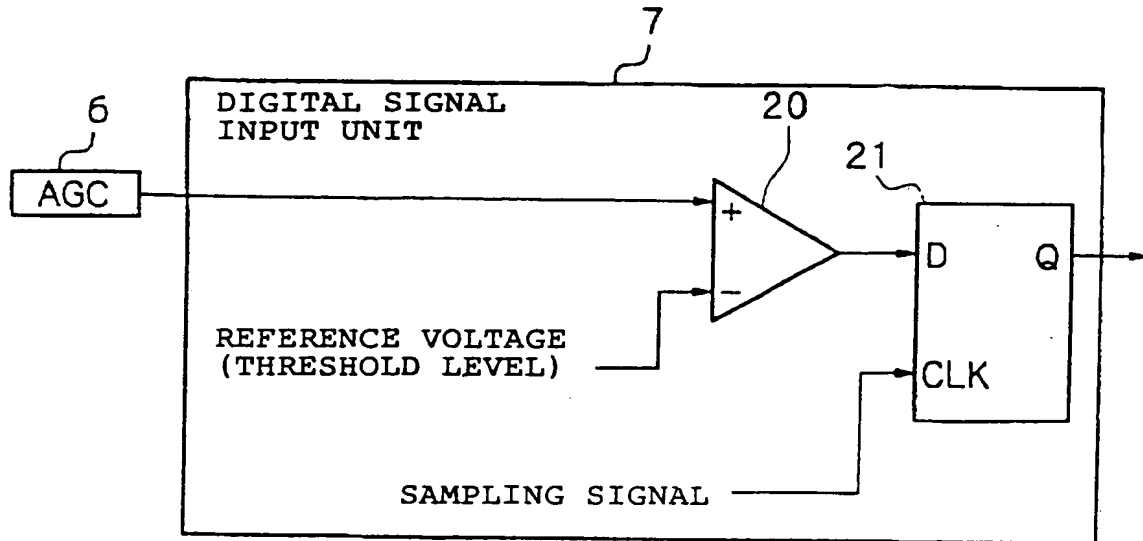 7
DIGITAL SIGNAL
INPUT UNIT
6
20
21
AGC
+
D
Q
−
REFERENCE VOLTAGE
(THRESHOLD LEVEL)
CLK
SAMPLING SIGNAL